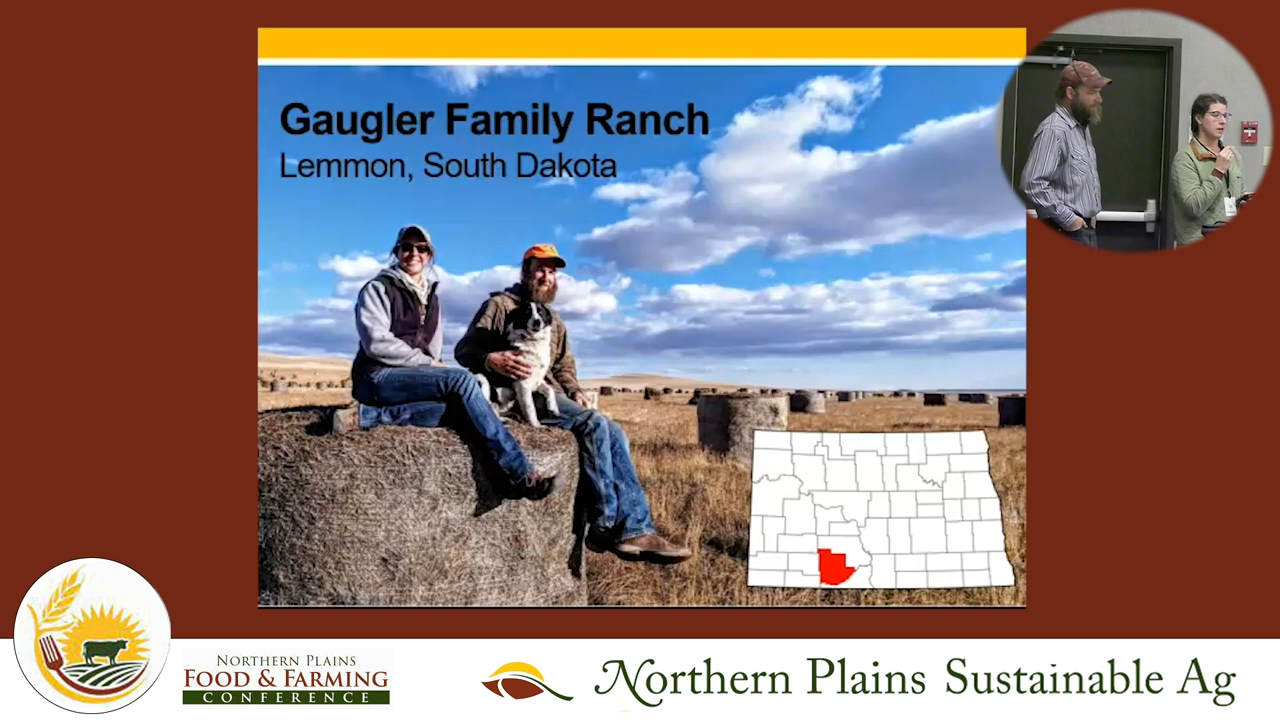 Gaugler Family Ranch
Lemmon, South Dakota
NORTHERN PLAINS
FOOD & FARMING
CONFERENCE
Northern Plains Sustainable Ag